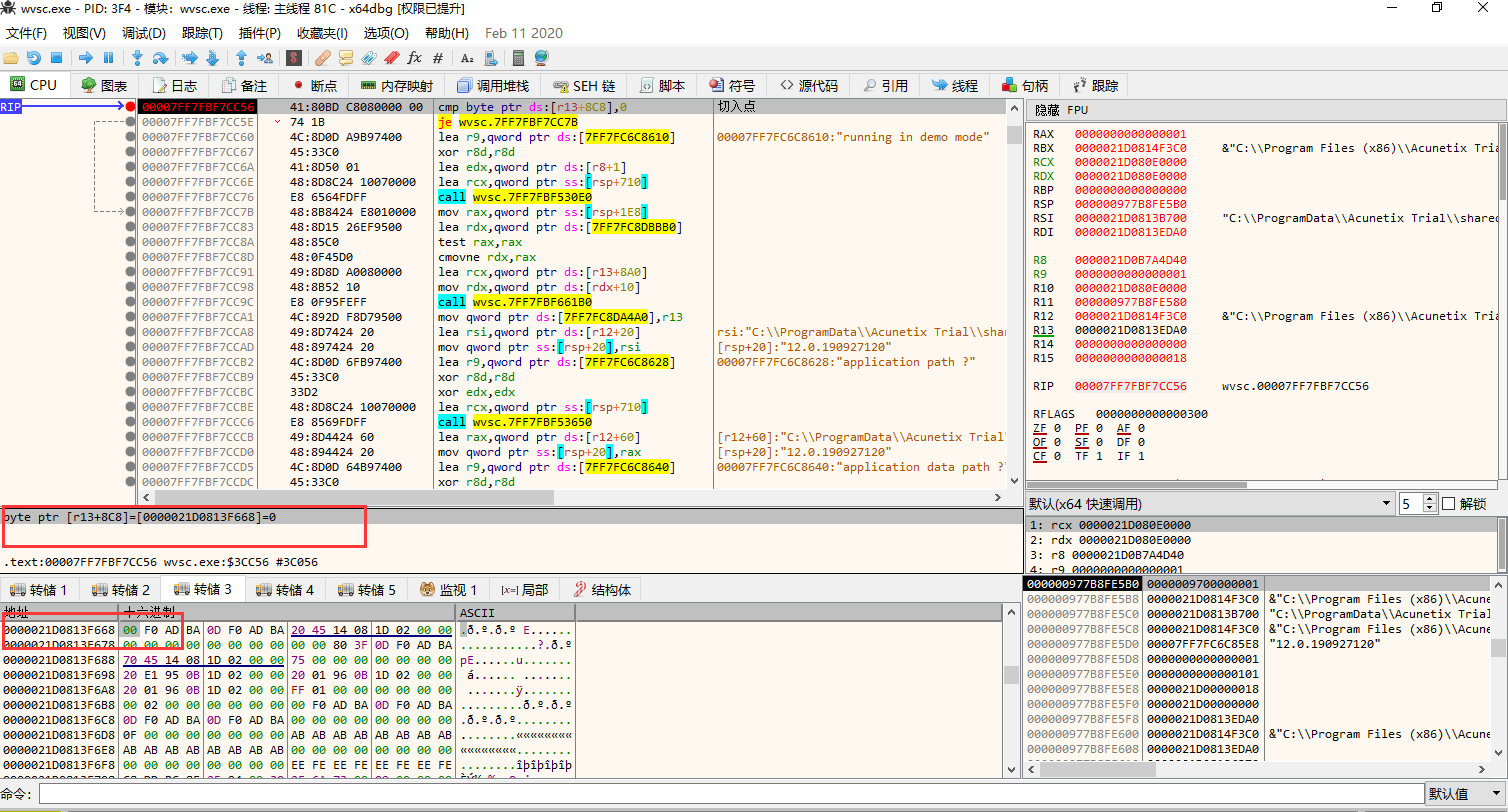 wvsc.exe - PID: 3F4 - 模块: wvsc.exe - 线程: 主线程 81C - x64dbg [权限已提升]
文件(F) 视图(V) 调试(D) 跟踪(T) 插件(P) 收藏夹(I) 选项(O) 帮助(H) Feb 11 2020
CPU 图表 日志 备注 断点 内存映射 调用堆栈 SEH 链 脚本 符号 源代码 引用 线程 句柄 跟踪
RIP
00007FF7FBF7CC56 41:80BD C8080000 00 cmp byte ptr ds:[r13+8C8],0 切入点
00007FF7FBF7CC5E 74 1B je wvsc.7FF7FBF7CC7B
00007FF7FBF7CC60 4C:8D0D A9B97400 lea r9,qword ptr ds:[7FF7FC6C8610] 00007FF7FC6C8610:"running in demo mode"
00007FF7FBF7CC67 45:33C0 xor r8d,r8d
00007FF7FBF7CC6A 41:8D50 01 lea edx,qword ptr ds:[r8+1]
00007FF7FBF7CC6E 48:8D8C24 10070000 lea rcx,qword ptr ss:[rsp+710]
00007FF7FBF7CC76 E8 6564FDFF call wvsc.7FF7FBF530E0
00007FF7FBF7CC7B 48:8B8424 E8010000 mov rax,qword ptr ss:[rsp+1E8]
00007FF7FBF7CC83 48:8D15 26EF9500 lea rdx,qword ptr ds:[7FF7FC8DBBB0]
00007FF7FBF7CC8A 48:85C0 test rax,rax
00007FF7FBF7CC8D 48:0F45D0 cmovne rdx,rax
00007FF7FBF7CC91 49:8D8D A0080000 lea rcx,qword ptr ds:[r13+8A0]
00007FF7FBF7CC98 48:8B52 10 mov rdx,qword ptr ds:[rdx+10]
00007FF7FBF7CC9C E8 0F95FEFF call wvsc.7FF7FBF661B0
00007FF7FBF7CCA1 4C:892D F8D79500 mov qword ptr ds:[7FF7FC8DA4A0],r13
00007FF7FBF7CCA8 49:8D7424 20 lea rsi,qword ptr ds:[r12+20] rsi:"C:\\ProgramData\\Acunetix Trial\\shar
00007FF7FBF7CCAD 48:897424 20 mov qword ptr ss:[rsp+20],rsi [rsp+20]:"12.0.190927120"
00007FF7FBF7CCB2 4C:8D0D 6FB97400 lea r9,qword ptr ds:[7FF7FC6C8628] 00007FF7FC6C8628:"application path ?"
00007FF7FBF7CCB9 45:33C0 xor r8d,r8d
00007FF7FBF7CCBC 33D2 xor edx,edx
00007FF7FBF7CCBE 48:8D8C24 10070000 lea rcx,qword ptr ss:[rsp+710]
00007FF7FBF7CCC6 E8 8569FDFF call wvsc.7FF7FBF53650
00007FF7FBF7CCCB 49:8D4424 60 lea rax,qword ptr ds:[r12+60] [r12+60]:"C:\\ProgramData\\Acunetix Trial
00007FF7FBF7CCD0 48:894424 20 mov qword ptr ss:[rsp+20],rax [rsp+20]:"12.0.190927120"
00007FF7FBF7CCD5 4C:8D0D 64B97400 lea r9,qword ptr ds:[7FF7FC6C8640] 00007FF7FC6C8640:"application data path ?"
00007FF7FBF7CCDC 45:33C0 xor r8d,r8d
隐藏 FPU
RAX 0000000000000001
RBX 0000021D0814F3C0 &"C:\\Program Files (x86)\\Acunetix Tria
RCX 0000021D080E0000
RDX 0000021D080E0000
RBP 0000000000000000
RSP 000000977B8FE5B0
RSI 0000021D0813B700 "C:\\ProgramData\\Acunetix Trial\\shared
RDI 0000021D0813EDA0
R8 0000021D0B7A4D40
R9 0000000000000001
R10 0000000000000000
R11 000000977B8FE580
R12 0000021D0814F3C0 &"C:\\Program Files (x86)\\Acunetix Tria
R13 0000021D0813EDA0
R14 0000000000000000
R15 0000000000000018
RIP 00007FF7FBF7CC56 wvsc.00007FF7FBF7CC56
RFLAGS 0000000000000300
ZF 0 PF 0 AF 0
OF 0 SF 0 DF 0
CF 0 TF 1 IF 1
默认(x64 快速调用) 5 解锁
1: rcx 0000021D080E0000
2: rdx 0000021D080E0000
3: r8 0000021D0B7A4D40
4: r9 0000000000000001
byte ptr [r13+8C8]=[0000021D0813F668]=0
.text:00007FF7FBF7CC56 wvsc.exe:$3CC56 #3C056
转储 1 转储 2 转储 3 转储 4 转储 5 监视 1 [x=] 局部 结构体
地址 十六进制 ASCII
0000021D0813F668 00 F0 AD BA 0D F0 AD BA 20 45 14 08 1D 02 00 00 .ð.º.ð.º E......
0000021D0813F678 00 00 00 00 00 00 00 00 00 00 80 3F 0D F0 AD BA ...........?.ð.º
0000021D0813F688 70 45 14 08 1D 02 00 00 75 00 00 00 00 00 00 00 pE......u.......
0000021D0813F698 20 E1 95 0B 1D 02 00 00 20 01 96 0B 1D 02 00 00 á...... .......
0000021D0813F6A8 20 01 96 0B 1D 02 00 00 FF 01 00 00 00 00 00 00 .......ÿ.......
0000021D0813F6B8 00 02 00 00 00 00 00 00 00 F0 AD BA 0D F0 AD BA .........ð.º.ð.º
0000021D0813F6C8 0D F0 AD BA 0D F0 AD BA 00 00 00 00 00 00 00 00 .ð.º.ð.º........
0000021D0813F6D8 0F 00 00 00 00 00 00 00 AB AB AB AB AB AB AB AB ........««««««««
0000021D0813F6E8 AB AB AB AB AB AB AB AB 00 00 00 00 00 00 00 00 ««««««««........
0000021D0813F6F8 00 00 00 00 00 00 00 00 EE FE EE FE EE FE EE FE ........îþîþîþîþ
000000977B8FE5B0 0000009700000001
000000977B8FE5B8 0000021D0814F3C0 &"C:\\Program Files (x86)\\Acune
000000977B8FE5C0 0000021D0813B700 "C:\\ProgramData\\Acunetix Trial
000000977B8FE5C8 0000021D0814F3C0 &"C:\\Program Files (x86)\\Acune
000000977B8FE5D0 00007FF7FC6C85E8 "12.0.190927120"
000000977B8FE5D8 0000000000000001
000000977B8FE5E0 0000000000000101
000000977B8FE5E8 0000021D00000018
000000977B8FE5F0 0000021D00000000
000000977B8FE5F8 0000021D0813EDA0
000000977B8FE600 0000021D0814F3C0 &"C:\\Program Files (x86)\\Acune
000000977B8FE608 0000021D0813EDA0
命令: 默认值